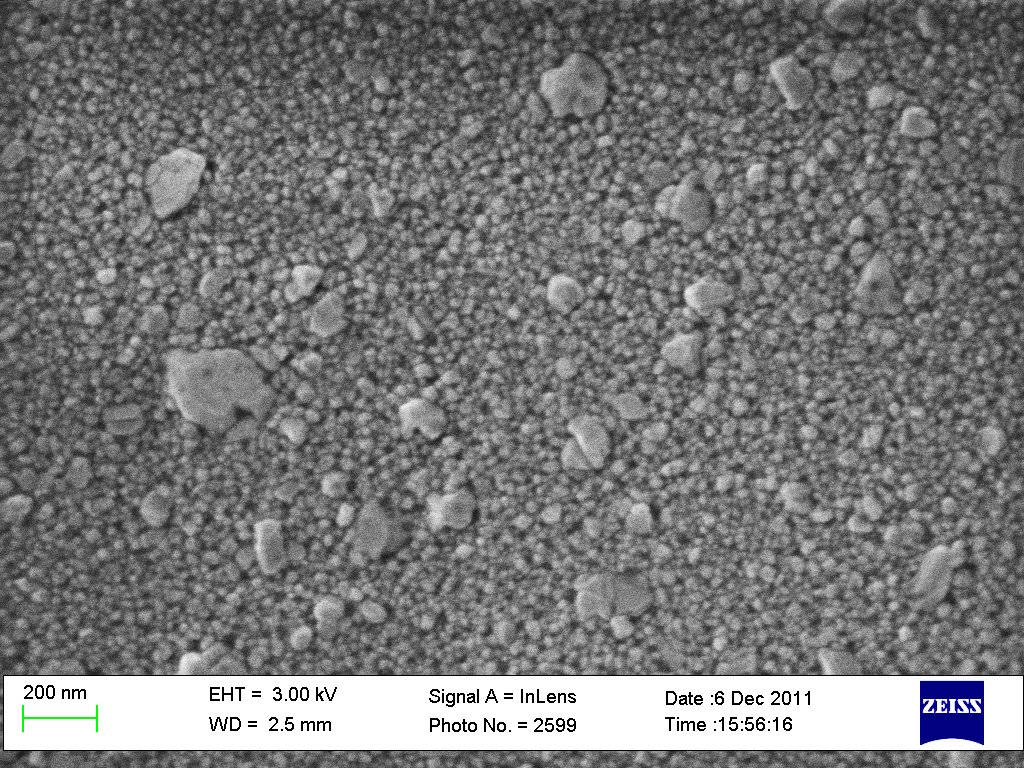 200 nm
EHT = 3.00 kV
WD = 2.5 mm
Signal A = InLens
Photo No. = 2599
Date :6 Dec 2011
Time :15:56:16
ZEISS